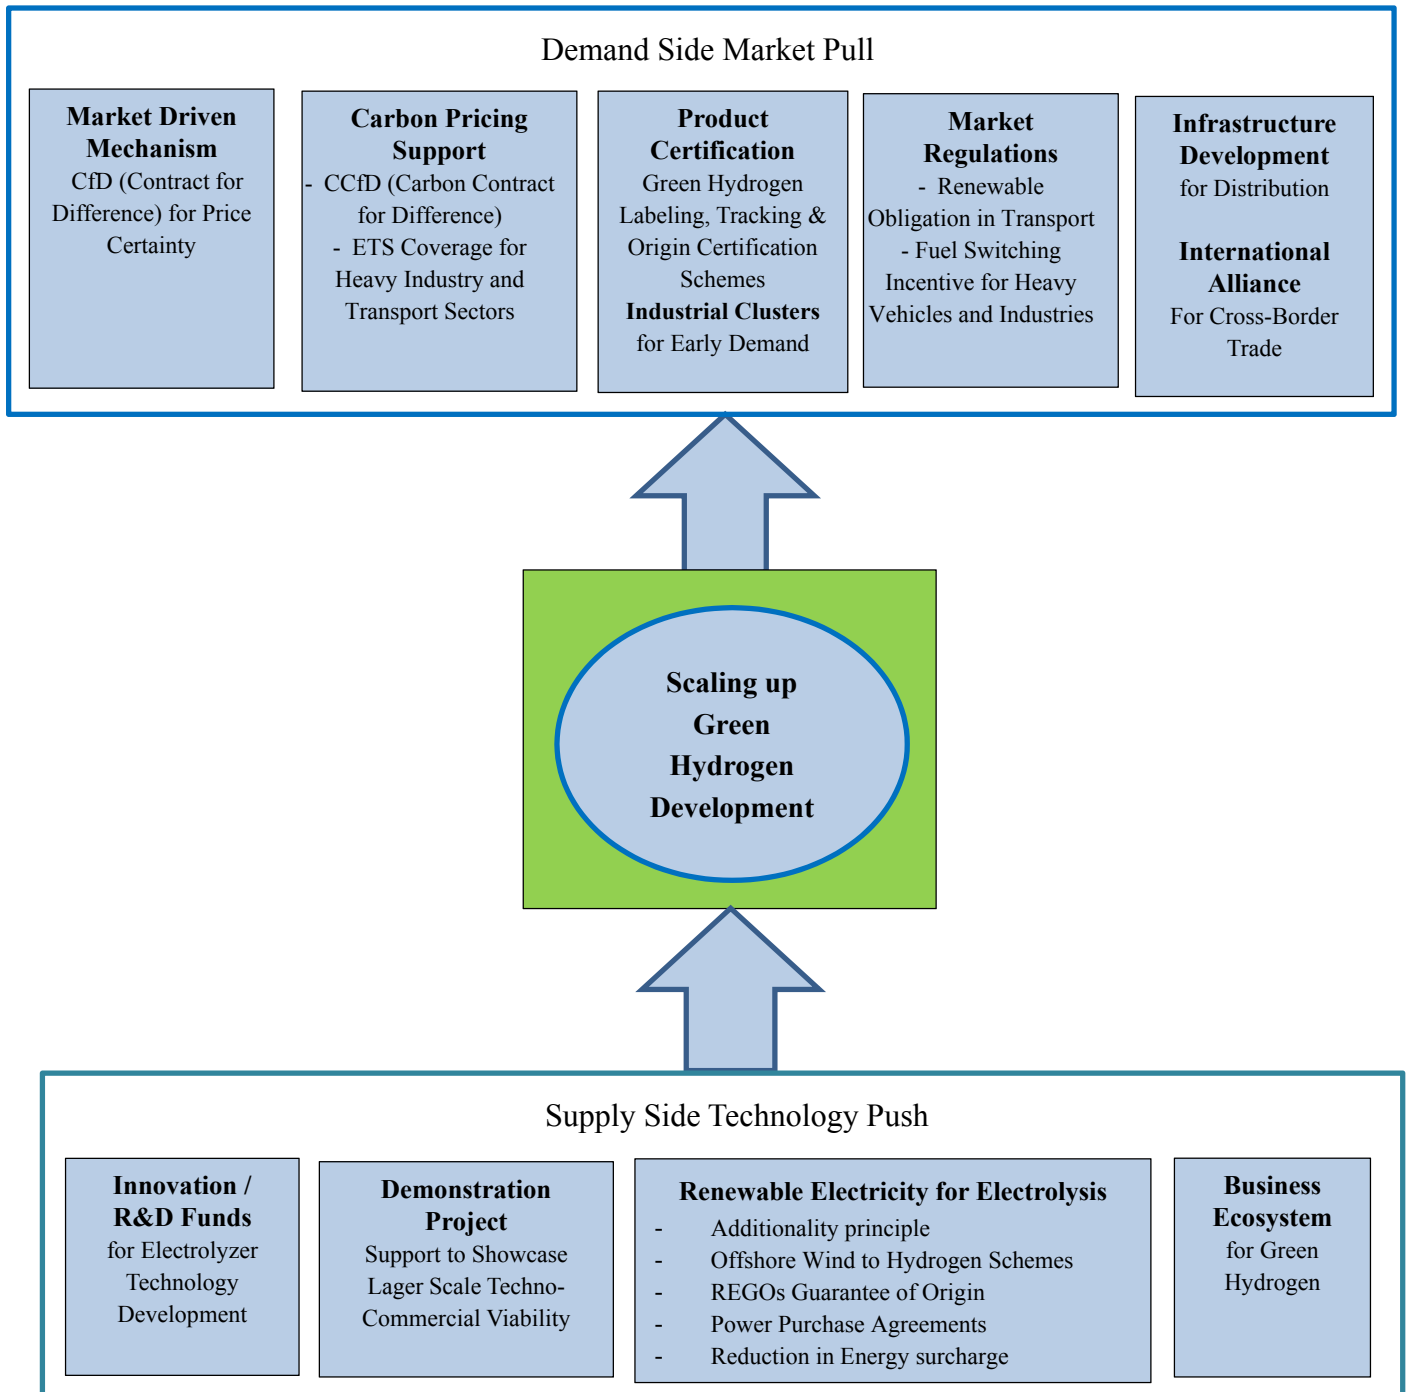 Demand Side Market Pull
Market Driven
Mechanism
CfD (Contract for
Difference) for Price
Certainty
Carbon Pricing
Support
- CCfD (Carbon Contract
for Difference)
- ETS Coverage for
Heavy Industry and
Transport Sectors
Product
Certification
Green Hydrogen
Labeling, Tracking &
Origin Certification
Schemes
Industrial Clusters
for Early Demand
Market
Regulations
- Renewable
Obligation in Transport
- Fuel Switching
Incentive for Heavy
Vehicles and Industries
Infrastructure
Development
for Distribution
International
Alliance
For Cross-Border
Trade
Scaling up
Green
Hydrogen
Development
Supply Side Technology Push
Innovation /
R&D Funds
for Electrolyzer
Technology
Development
Demonstration
Project
Support to Showcase
Lager Scale Techno-
Commercial Viability
Renewable Electricity for Electrolysis
- Additionality principle
- Offshore Wind to Hydrogen Schemes
- REGOs Guarantee of Origin
- Power Purchase Agreements
- Reduction in Energy surcharge
Business
Ecosystem
for Green
Hydrogen